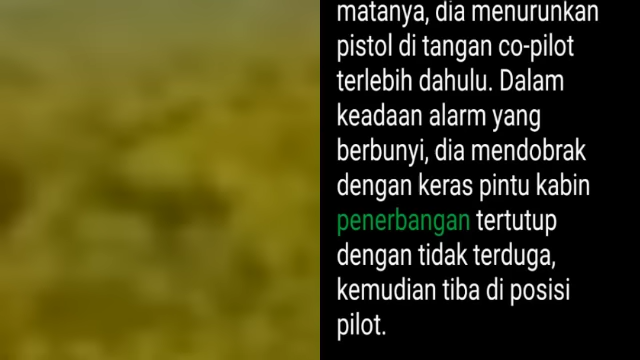 matanya, dia menurunkan
pistol di tangan co-pilot
terlebih dahulu. Dalam
keadaan alarm yang
berbunyi, dia mendobrak
dengan keras pintu kabin
penerbangan tertutup
dengan tidak terduga,
kemudian tiba di posisi
pilot.